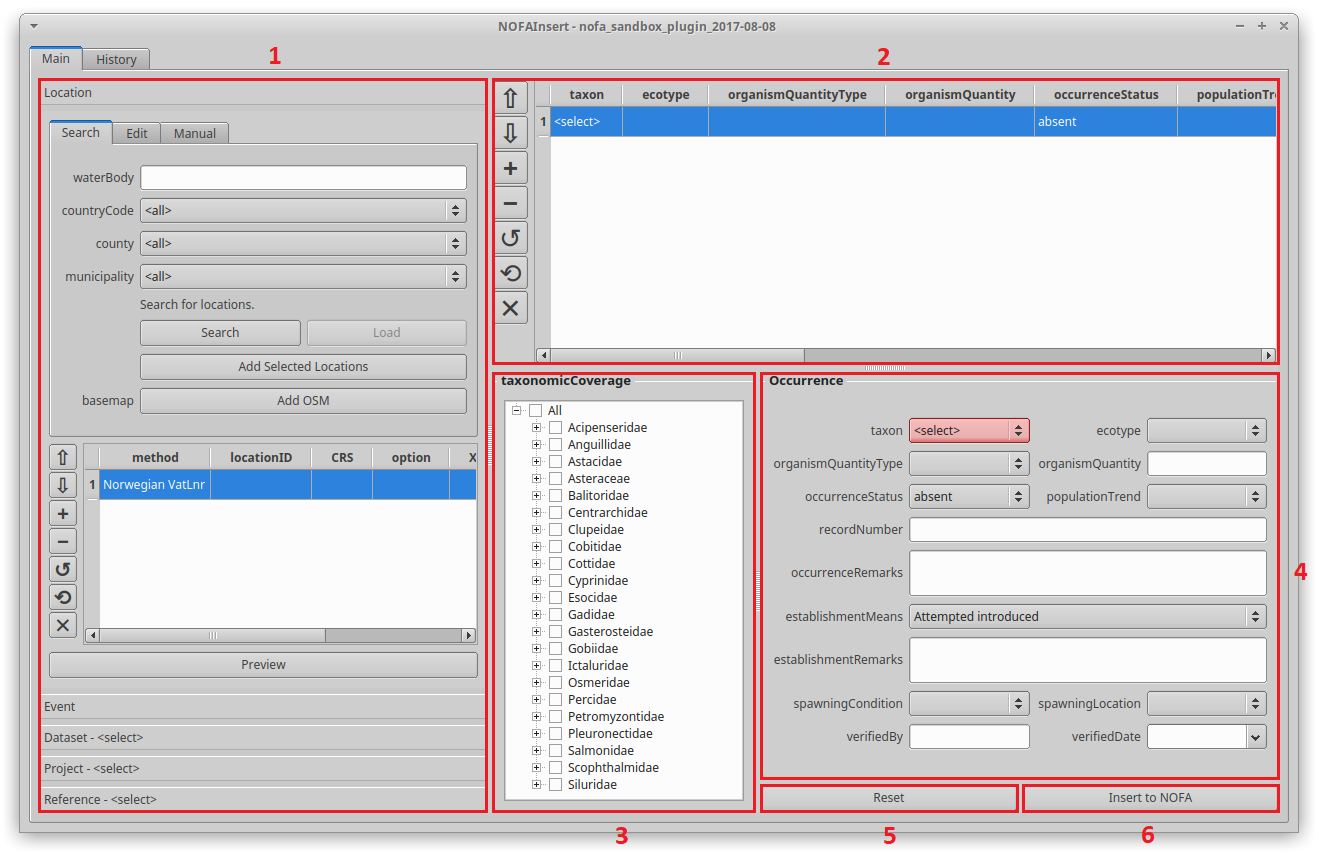 NOFAInsert - nofa_sandbox_plugin_2017-08-08
Main History
1
2
Location
Search Edit Manual
waterBody
countryCode <all>
county <all>
municipality <all>
Search for locations.
Search Load
Add Selected Locations
basemap Add OSM
method locationID CRS option X
1 Norwegian VatLnr
Preview
Event
Dataset - <select>
Project - <select>
Reference - <select>
taxon ecotype organismQuantityType organismQuantity occurrenceStatus populationTre
1 <select> absent
taxonomicCoverage
All
Acipenseridae
Anguillidae
Astacidae
Asteraceae
Balitoridae
Centrarchidae
Clupeidae
Cobitidae
Cottidae
Cyprinidae
Esocidae
Gadidae
Gasterosteidae
Gobiidae
Ictaluridae
Osmeridae
Percidae
Petromyzontidae
Pleuronectidae
Salmonidae
Scophthalmidae
Siluridae
3
Occurrence
taxon <select> ecotype
organismQuantityType organismQuantity
occurrenceStatus absent populationTrend
recordNumber
occurrenceRemarks
4
establishmentMeans Attempted introduced
establishmentRemarks
spawningCondition spawningLocation
verifiedBy verifiedDate
Reset Insert to NOFA
5 6